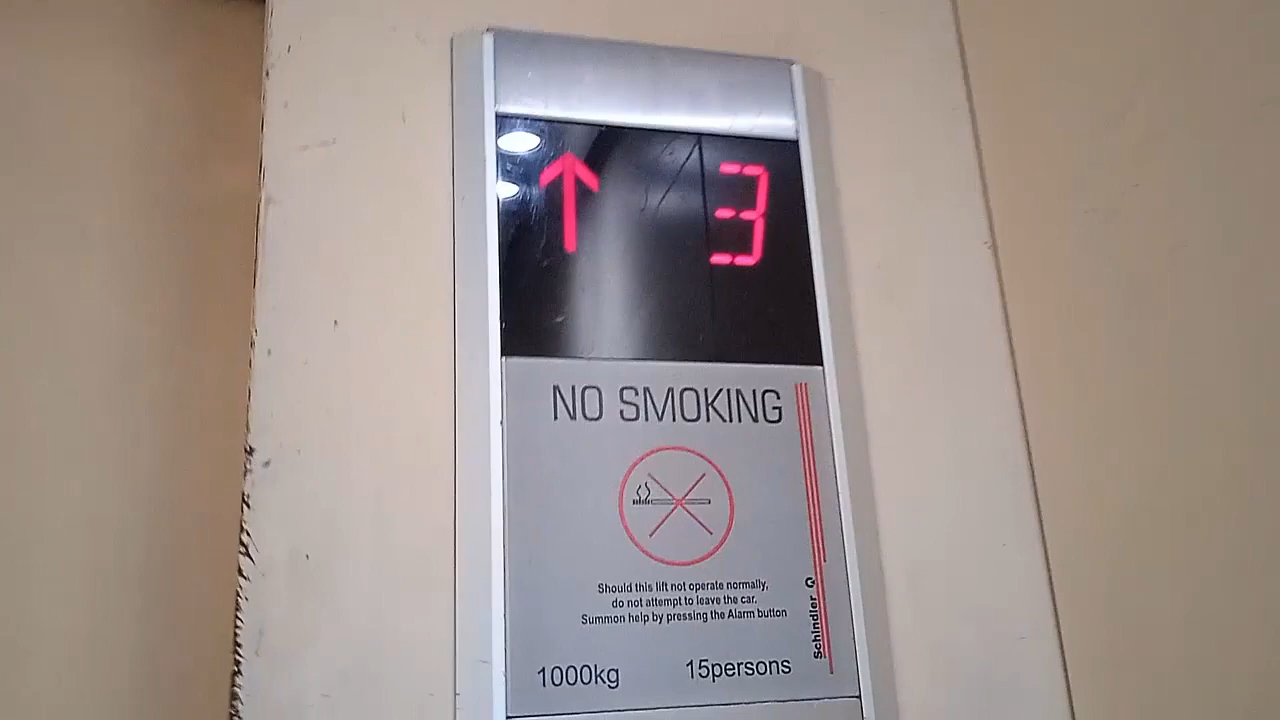 ↑ 3
NO SMOKING
Should this lift not operate normally,
do not attempt to leave the car.
Summon help by pressing the Alarm button
Schindler
1000kg 15persons